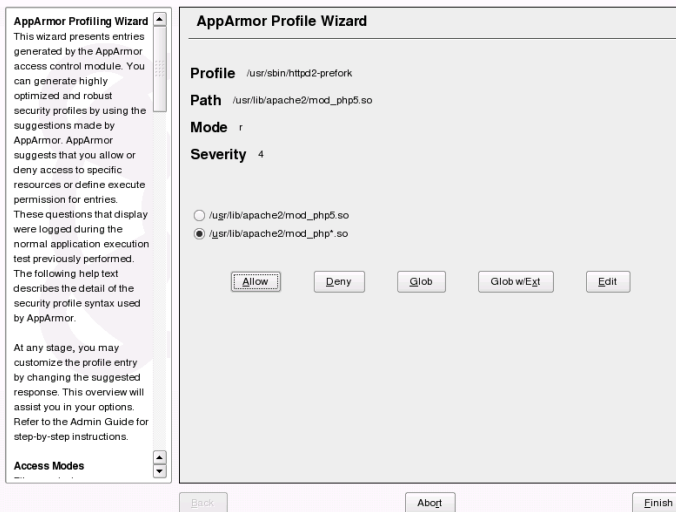 AppArmor Profiling Wizard
This wizard presents entries
generated by the AppArmor
access control module. You
can generate highly
optimized and robust
security profiles by using the
suggestions made by
AppArmor. AppArmor
suggests that you allow or
deny access to specific
resources or define execute
permission for entries.
These questions that display
were logged during the
normal application execution
test previously performed.
The following help text
describes the detail of the
security profile syntax used
by AppArmor.
At any stage, you may
customize the profile entry
by changing the suggested
response. This overview will
assist you in your options.
Refer to the Admin Guide for
step-by-step instructions.
Access Modes
AppArmor Profile Wizard
Profile /usr/sbin/httpd2-prefork
Path /usr/lib/apache2/mod_php5.so
Mode r
Severity 4
/usr/lib/apache2/mod_php5.so
/usr/lib/apache2/mod_php*.so
Allow Deny Glob Glob w/Ext Edit
Back Abort Finish